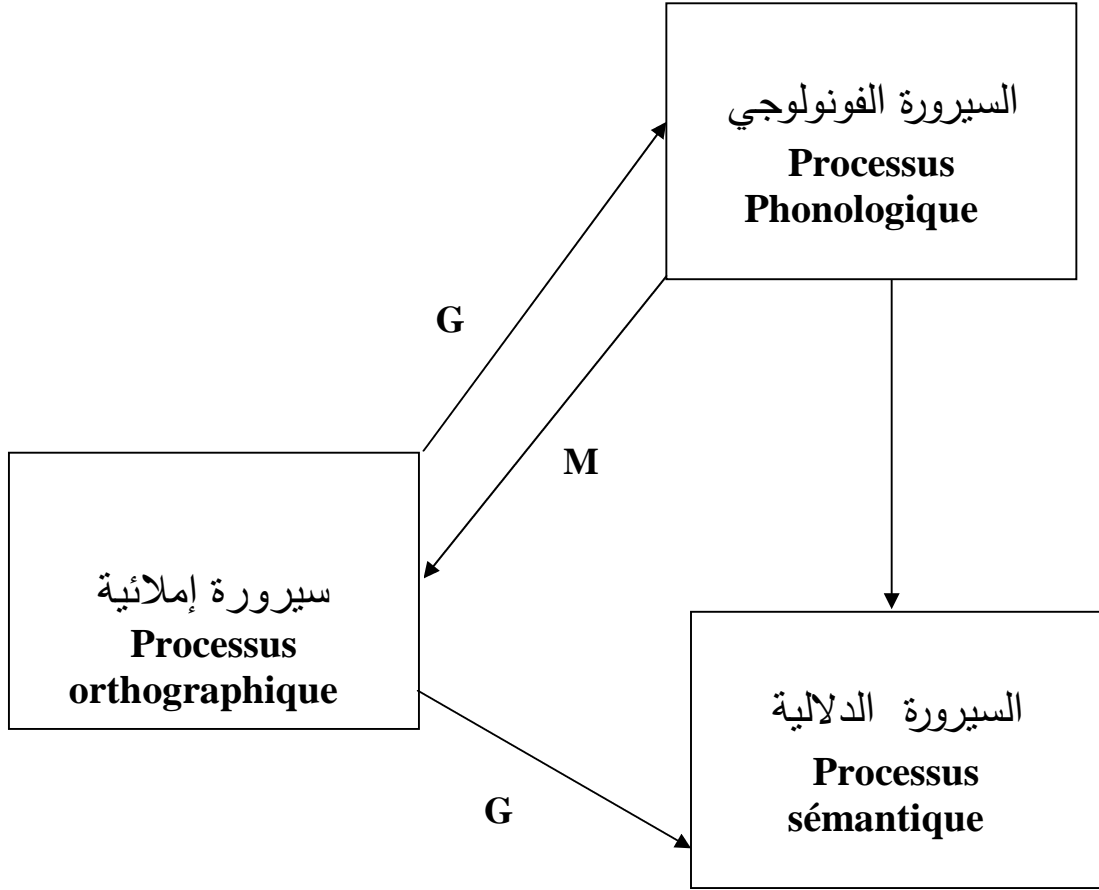 السيرورة الفونولوجي
Processus
Phonologique
G
M
سيرورة إملائية
Processus
orthographique
السيرورة الدلالية
Processus
sémantique
G